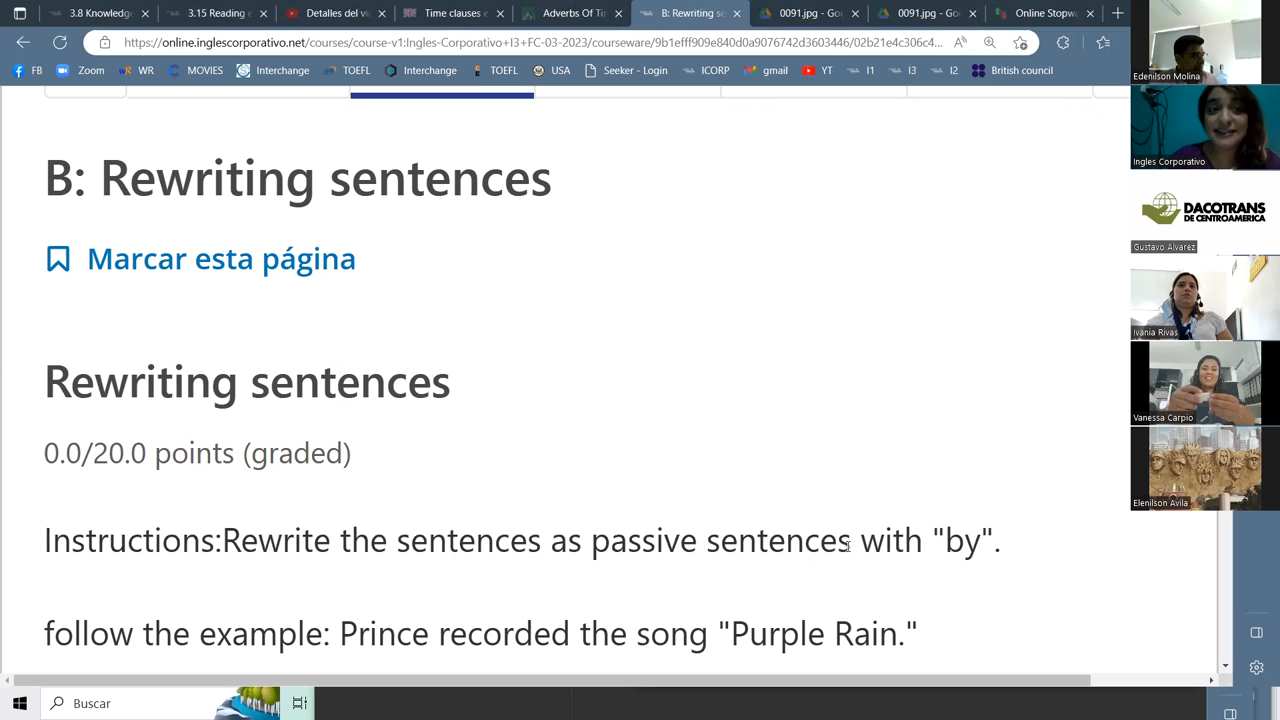 3.8 Knowledg
3.15 Reading e
Detalles del vi
Time clauses e
Adverbs Of Ti
B: Rewriting se
0091.jpg - Goo
0091.jpg - Goo
Online Stopw
https://online.inglescorporativo.net/courses/course-v1:Ingles-Corporativo+I3+FC-03-2023/courseware/9b1efff909e840d0a9076742d3603446/02b21e4c306c4...
FB
Zoom
WR
MOVIES
Interchange
TOEFL
Interchange
TOEFL
USA
Seeker - Login
ICORP
gmail
YT
I1
I3
I2
British council
B: Rewriting sentences
Marcar esta página
Rewriting sentences
0.0/20.0 points (graded)
Instructions:Rewrite the sentences as passive sentences with "by".
follow the example: Prince recorded the song "Purple Rain."
Buscar
Edenilson Molina
Ingles Corporativo
DACOTRANS
DE CENTROAMERICA
Gustavo Alvarez
Ivania Rivas
Vanessa Carpio
Elenilson Avila